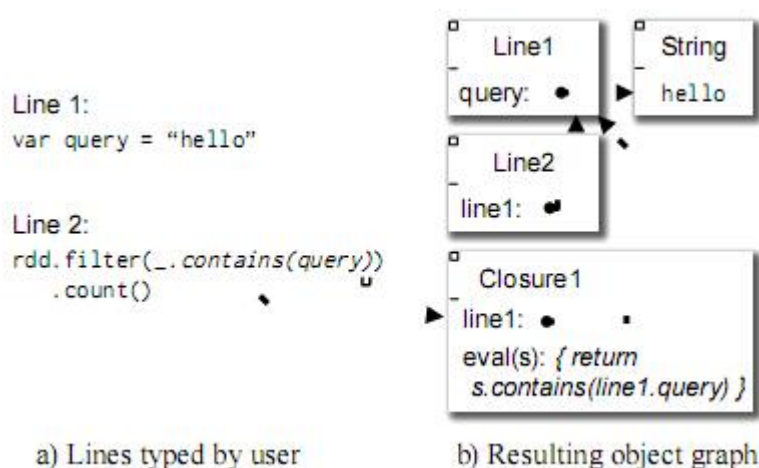 Line 1:
var query = “hello”
Line 2:
rdd.filter(_.contains(query))
.count()
a) Lines typed by user
Line1
query:
String
hello
Line2
line1:
Closure1
line1:
eval(s): { return
s.contains(line1.query) }
b) Resulting object graph